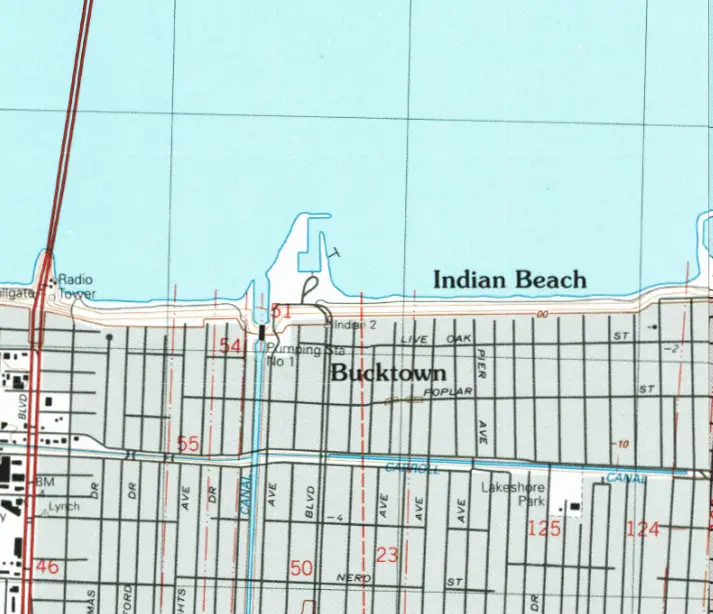 Indian Beach
Radio
Tower
00
51
Indian 2
54
LIVE OAK ST
-2
Pumping Sta
No 1
PIER AVE
Bucktown
POPLAR ST
BLVD
55
-10
CARROLL CANAL
BM
Lynch
DR
AVE
DR
CANAL
AVE
BLVD
-4
AVE
AVE
AVE
Lakeshore
Park
125
124
23
46
50
NERO ST
DR